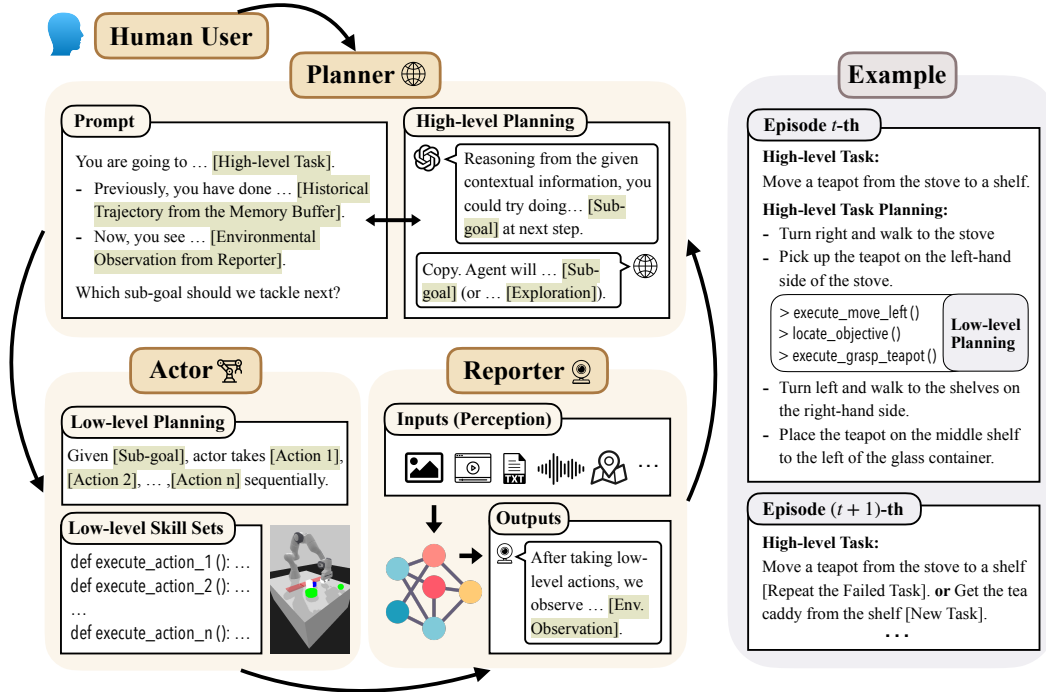 Human User
Planner
Prompt
You are going to … [High-level Task].
- Previously, you have done … [Historical
Trajectory from the Memory Buffer].
- Now, you see … [Environmental
Observation from Reporter].
Which sub-goal should we tackle next?
High-level Planning
Reasoning from the given
contextual information, you
could try doing… [Sub-
goal] at next step.
Copy. Agent will … [Sub-
goal] (or … [Exploration]).
Actor
Low-level Planning
Given [Sub-goal], actor takes [Action 1],
[Action 2], … ,[Action n] sequentially.
Low-level Skill Sets
def execute_action_1 (): …
def execute_action_2 (): …
…
def execute_action_n (): …
Reporter
Inputs (Perception)
TXT
…
Outputs
After taking low-
level actions, we
observe … [Env.
Observation].
Example
Episode t-th
High-level Task:
Move a teapot from the stove to a shelf.
High-level Task Planning:
- Turn right and walk to the stove
- Pick up the teapot on the left-hand
side of the stove.
> execute_move_left ()
> locate_objective ()
> execute_grasp_teapot ()
Low-level
Planning
- Turn left and walk to the shelves on
the right-hand side.
- Place the teapot on the middle shelf
to the left of the glass container.
Episode (t + 1)-th
High-level Task:
Move a teapot from the stove to a shelf
[Repeat the Failed Task]. or Get the tea
caddy from the shelf [New Task].
…